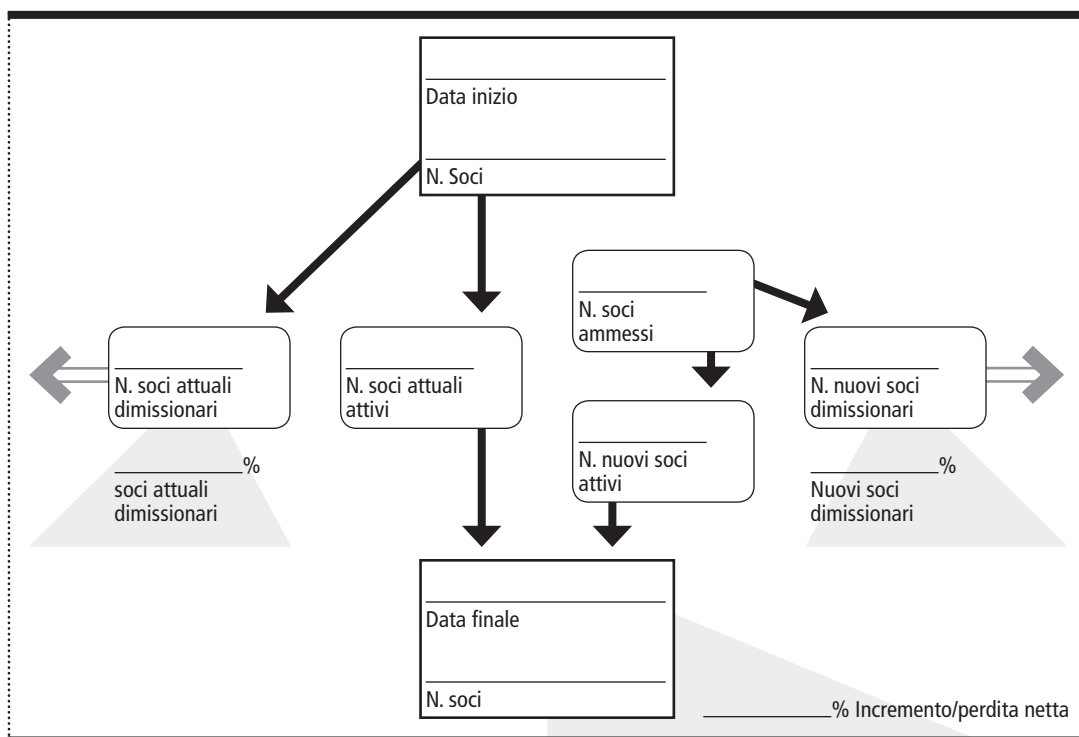 Data inizio
N. Soci
N. soci
ammessi
N. soci attuali
dimissionari
N. soci attuali
attivi
N. nuovi soci
dimissionari
N. nuovi soci
attivi
%
soci attuali
dimissionari
%
Nuovi soci
dimissionari
Data finale
N. soci
% Incremento/perdita netta